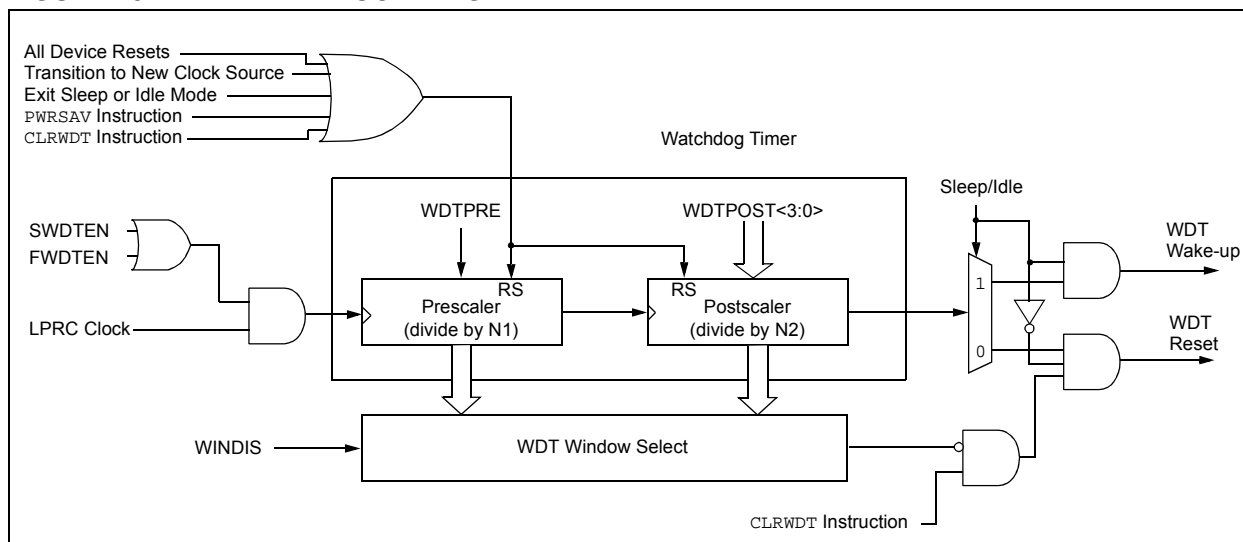 All Device Resets
Transition to New Clock Source
Exit Sleep or Idle Mode
PWRSAV Instruction
CLRWDT Instruction
Watchdog Timer
Sleep/Idle
WDTPRE
WDTPOST<3:0>
SWDTEN
FWDTEN
WDT
Wake-up
RS
RS
Prescaler
(divide by N1)
Postscaler
(divide by N2)
1
0
LPRC Clock
WDT
Reset
WINDIS
WDT Window Select
CLRWDT Instruction